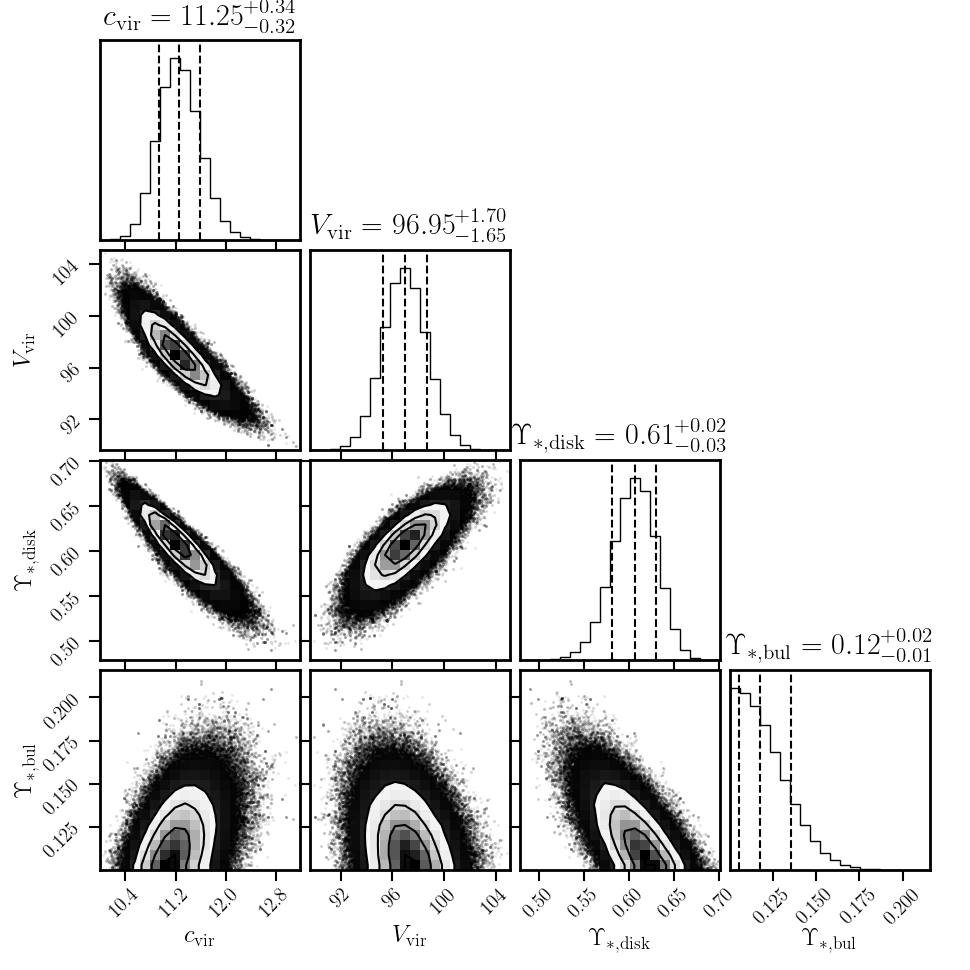 c_vir = 11.25^{+0.34}_{-0.32}
V_vir = 96.95^{+1.70}_{-1.65}
104
100
96
92
V_vir
Υ_{*,disk} = 0.61^{+0.02}_{-0.03}
0.70
0.65
0.60
0.55
0.50
Υ_{*,disk}
Υ_{*,bul} = 0.12^{+0.02}_{-0.01}
0.200
0.175
0.150
0.125
Υ_{*,bul}
10.4 11.2 12.0 12.8
92 96 100 104
0.50 0.55 0.60 0.65 0.70
0.125 0.150 0.175 0.200
c_vir
V_vir
Υ_{*,disk}
Υ_{*,bul}